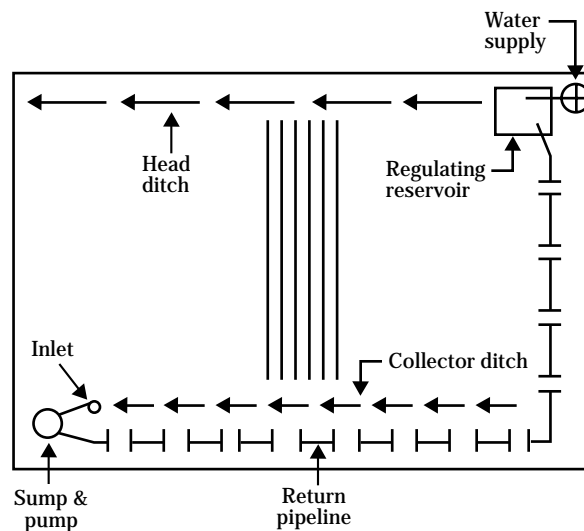 Water
supply
Head
ditch
Regulating
reservoir
Inlet
Collector ditch
Sump &
pump
Return
pipeline